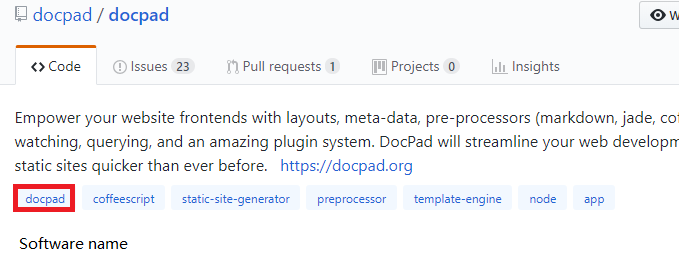 docpad / docpad
W
Code Issues 23 Pull requests 1 Projects 0 Insights
Empower your website frontends with layouts, meta-data, pre-processors (markdown, jade, cof
watching, querying, and an amazing plugin system. DocPad will streamline your web developm
static sites quicker than ever before. https://docpad.org
docpad coffeescript static-site-generator preprocessor template-engine node app
Software name